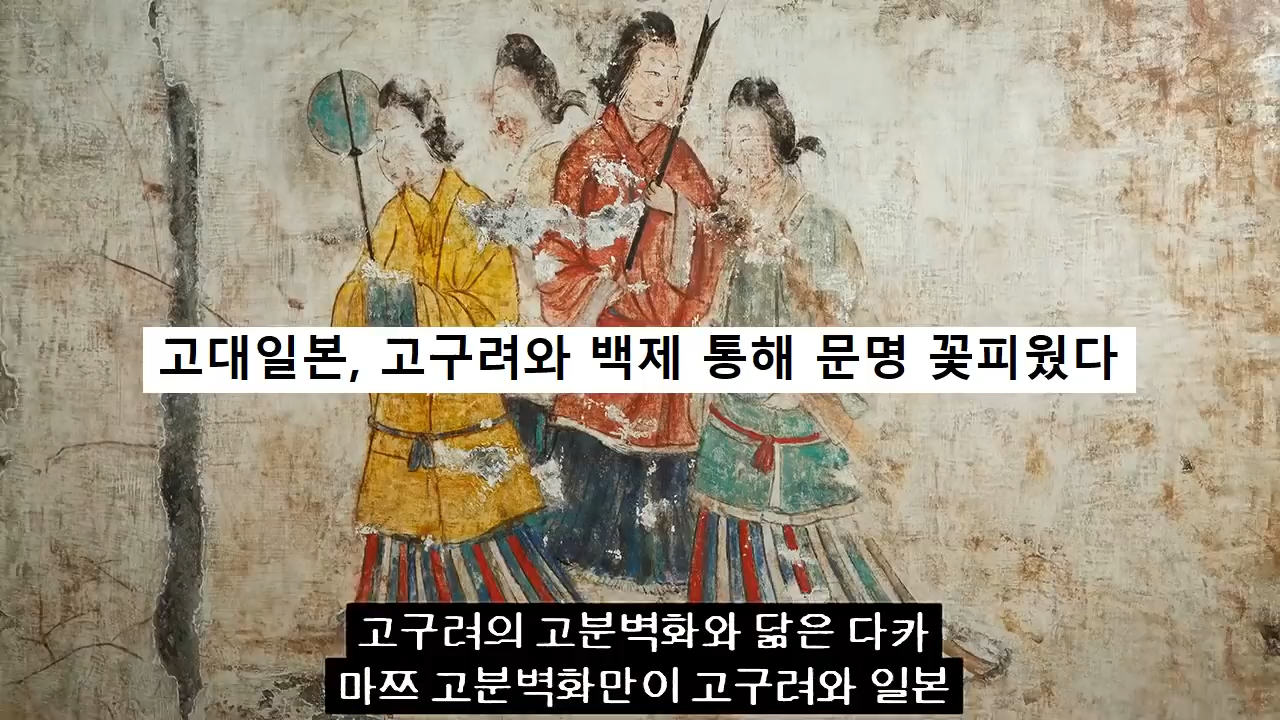 고대일본, 고구려와 백제 통해 문명 꽃피웠다
고구려의 고분벽화와 닮은 다카
마쯔 고분벽화만이 고구려와 일본